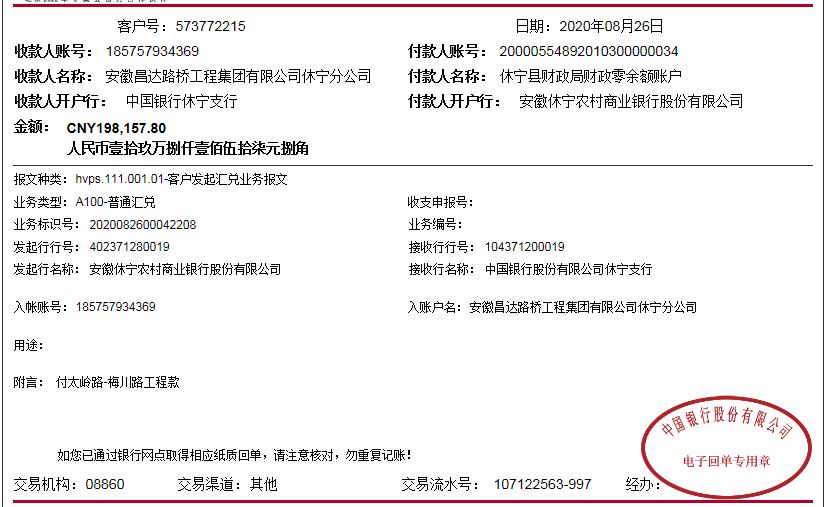 客户号：573772215 日期：2020年08月26日
收款人账号：185757934369 付款人账号：20000554892010300000034
收款人名称：安徽昌达路桥工程集团有限公司休宁分公司 付款人名称：休宁县财政局财政零余额账户
收款人开户行：中国银行休宁支行 付款人开户行：安徽休宁农村商业银行股份有限公司
金额：CNY198,157.80
人民币壹拾玖万捌仟壹佰伍拾柒元捌角
报文种类：hvps.111.001.01-客户发起汇兑业务报文
业务类型：A100-普通汇兑 收支申报号：
业务标识号：2020082600042208 业务编号：
发起行行号：402371280019 接收行行号：104371200019
发起行名称：安徽休宁农村商业银行股份有限公司 接收行名称：中国银行股份有限公司休宁支行
入帐账号：185757934369 入账户名：安徽昌达路桥工程集团有限公司休宁分公司
用途：
附言：付太岭路-梅川路工程款
中国银行股份有限公司
电子回单专用章
如您已通过银行网点取得相应纸质回单，请注意核对，勿重复记账！
交易机构：08860 交易渠道：其他 交易流水号：107122563-997 经办：